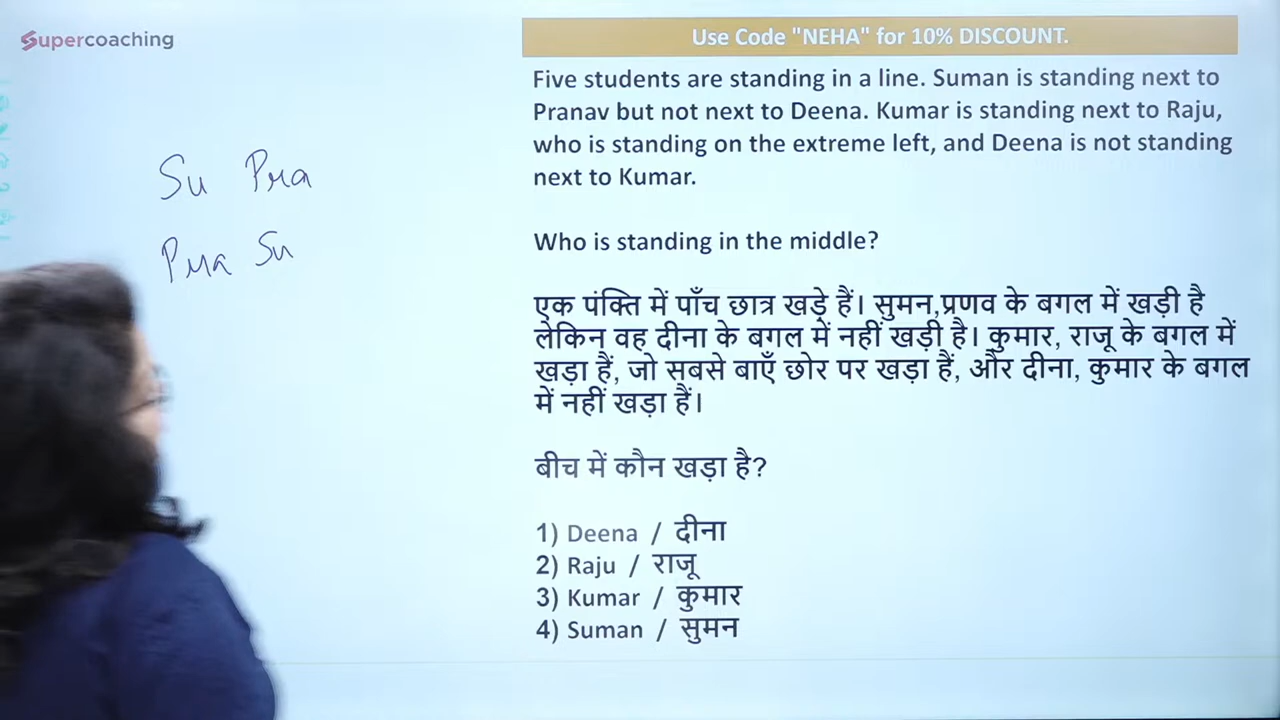 Supercoaching
Use Code "NEHA" for 10% DISCOUNT.
Five students are standing in a line. Suman is standing next to
Pranav but not next to Deena. Kumar is standing next to Raju,
who is standing on the extreme left, and Deena is not standing
next to Kumar.
Who is standing in the middle?
एक पंक्ति में पाँच छात्र खड़े हैं। सुमन,प्रणव के बगल में खड़ी है
लेकिन वह दीना के बगल में नहीं खड़ी है। कुमार, राजू के बगल में
खड़ा हैं, जो सबसे बाएँ छोर पर खड़ा हैं, और दीना, कुमार के बगल
में नहीं खड़ा हैं।
बीच में कौन खड़ा है?
1) Deena / दीना
2) Raju / राजू
3) Kumar / कुमार
4) Suman / सुमन
Su Pra
Pra Su